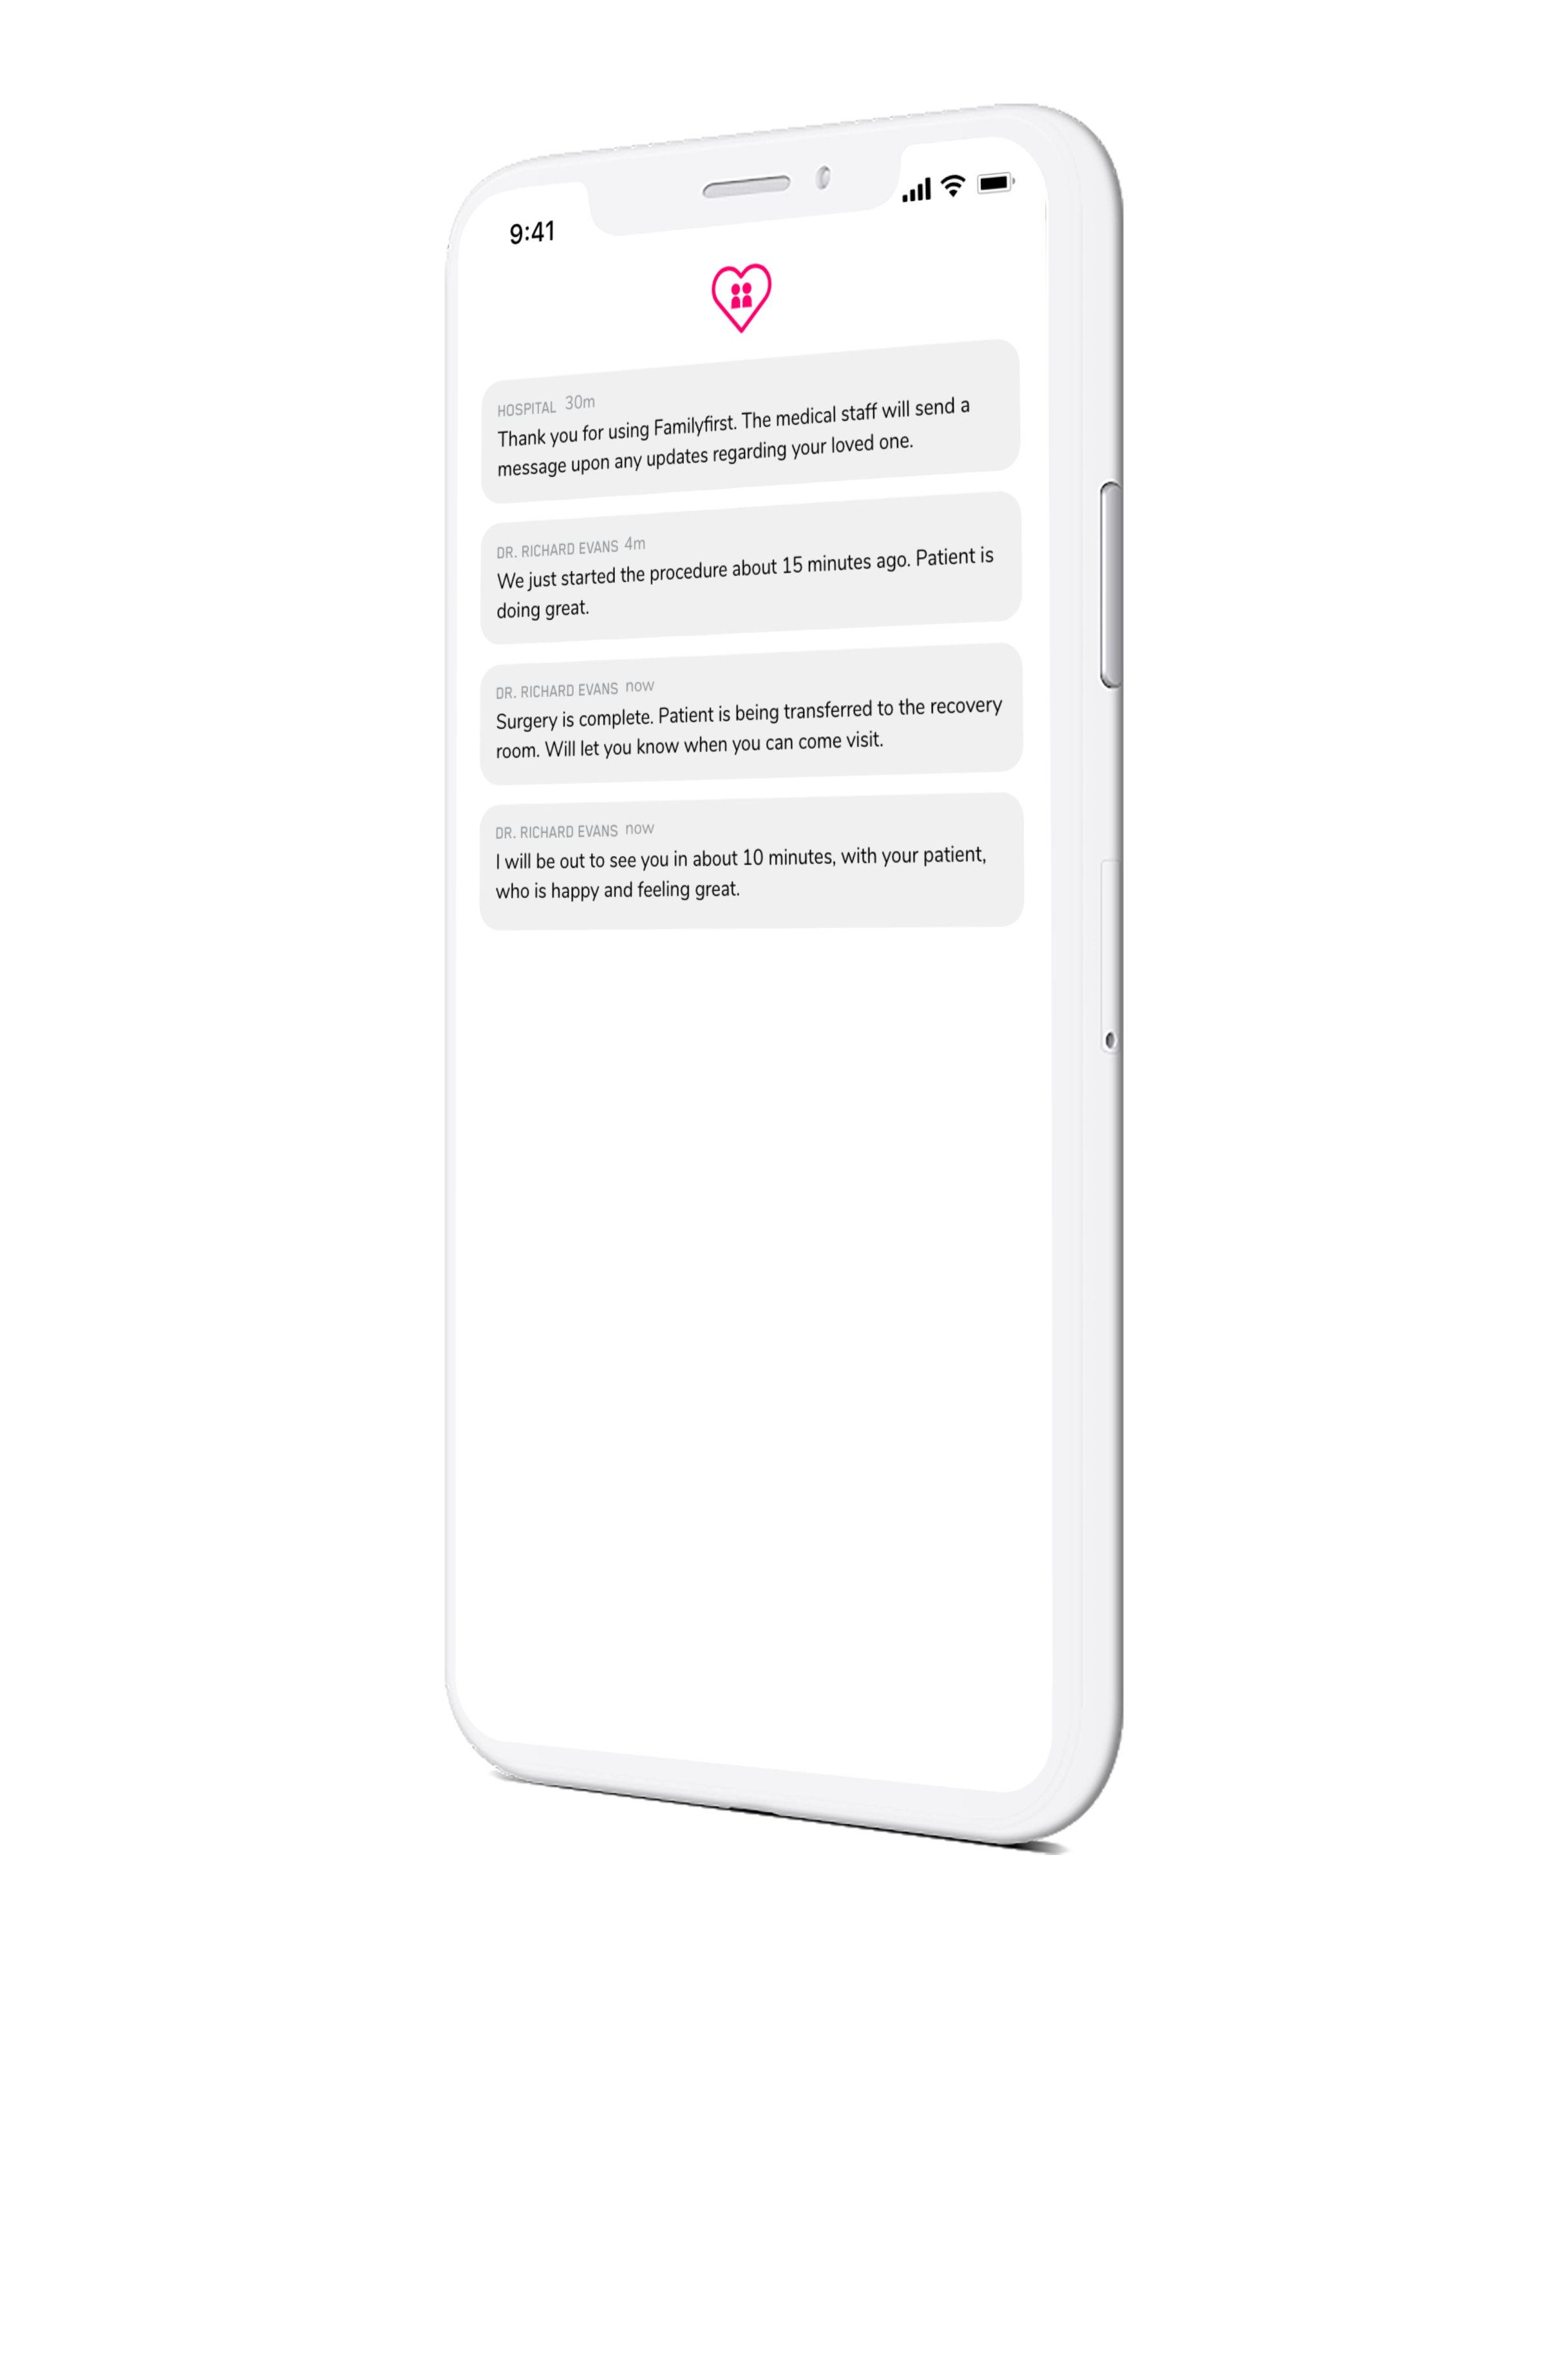 9:41
HOSPITAL 30m
Thank you for using Familyfirst. The medical staff will send a
message upon any updates regarding your loved one.
DR. RICHARD EVANS 4m
We just started the procedure about 15 minutes ago. Patient is
doing great.
DR. RICHARD EVANS now
Surgery is complete. Patient is being transferred to the recovery
room. Will let you know when you can come visit.
DR. RICHARD EVANS now
I will be out to see you in about 10 minutes, with your patient,
who is happy and feeling great.